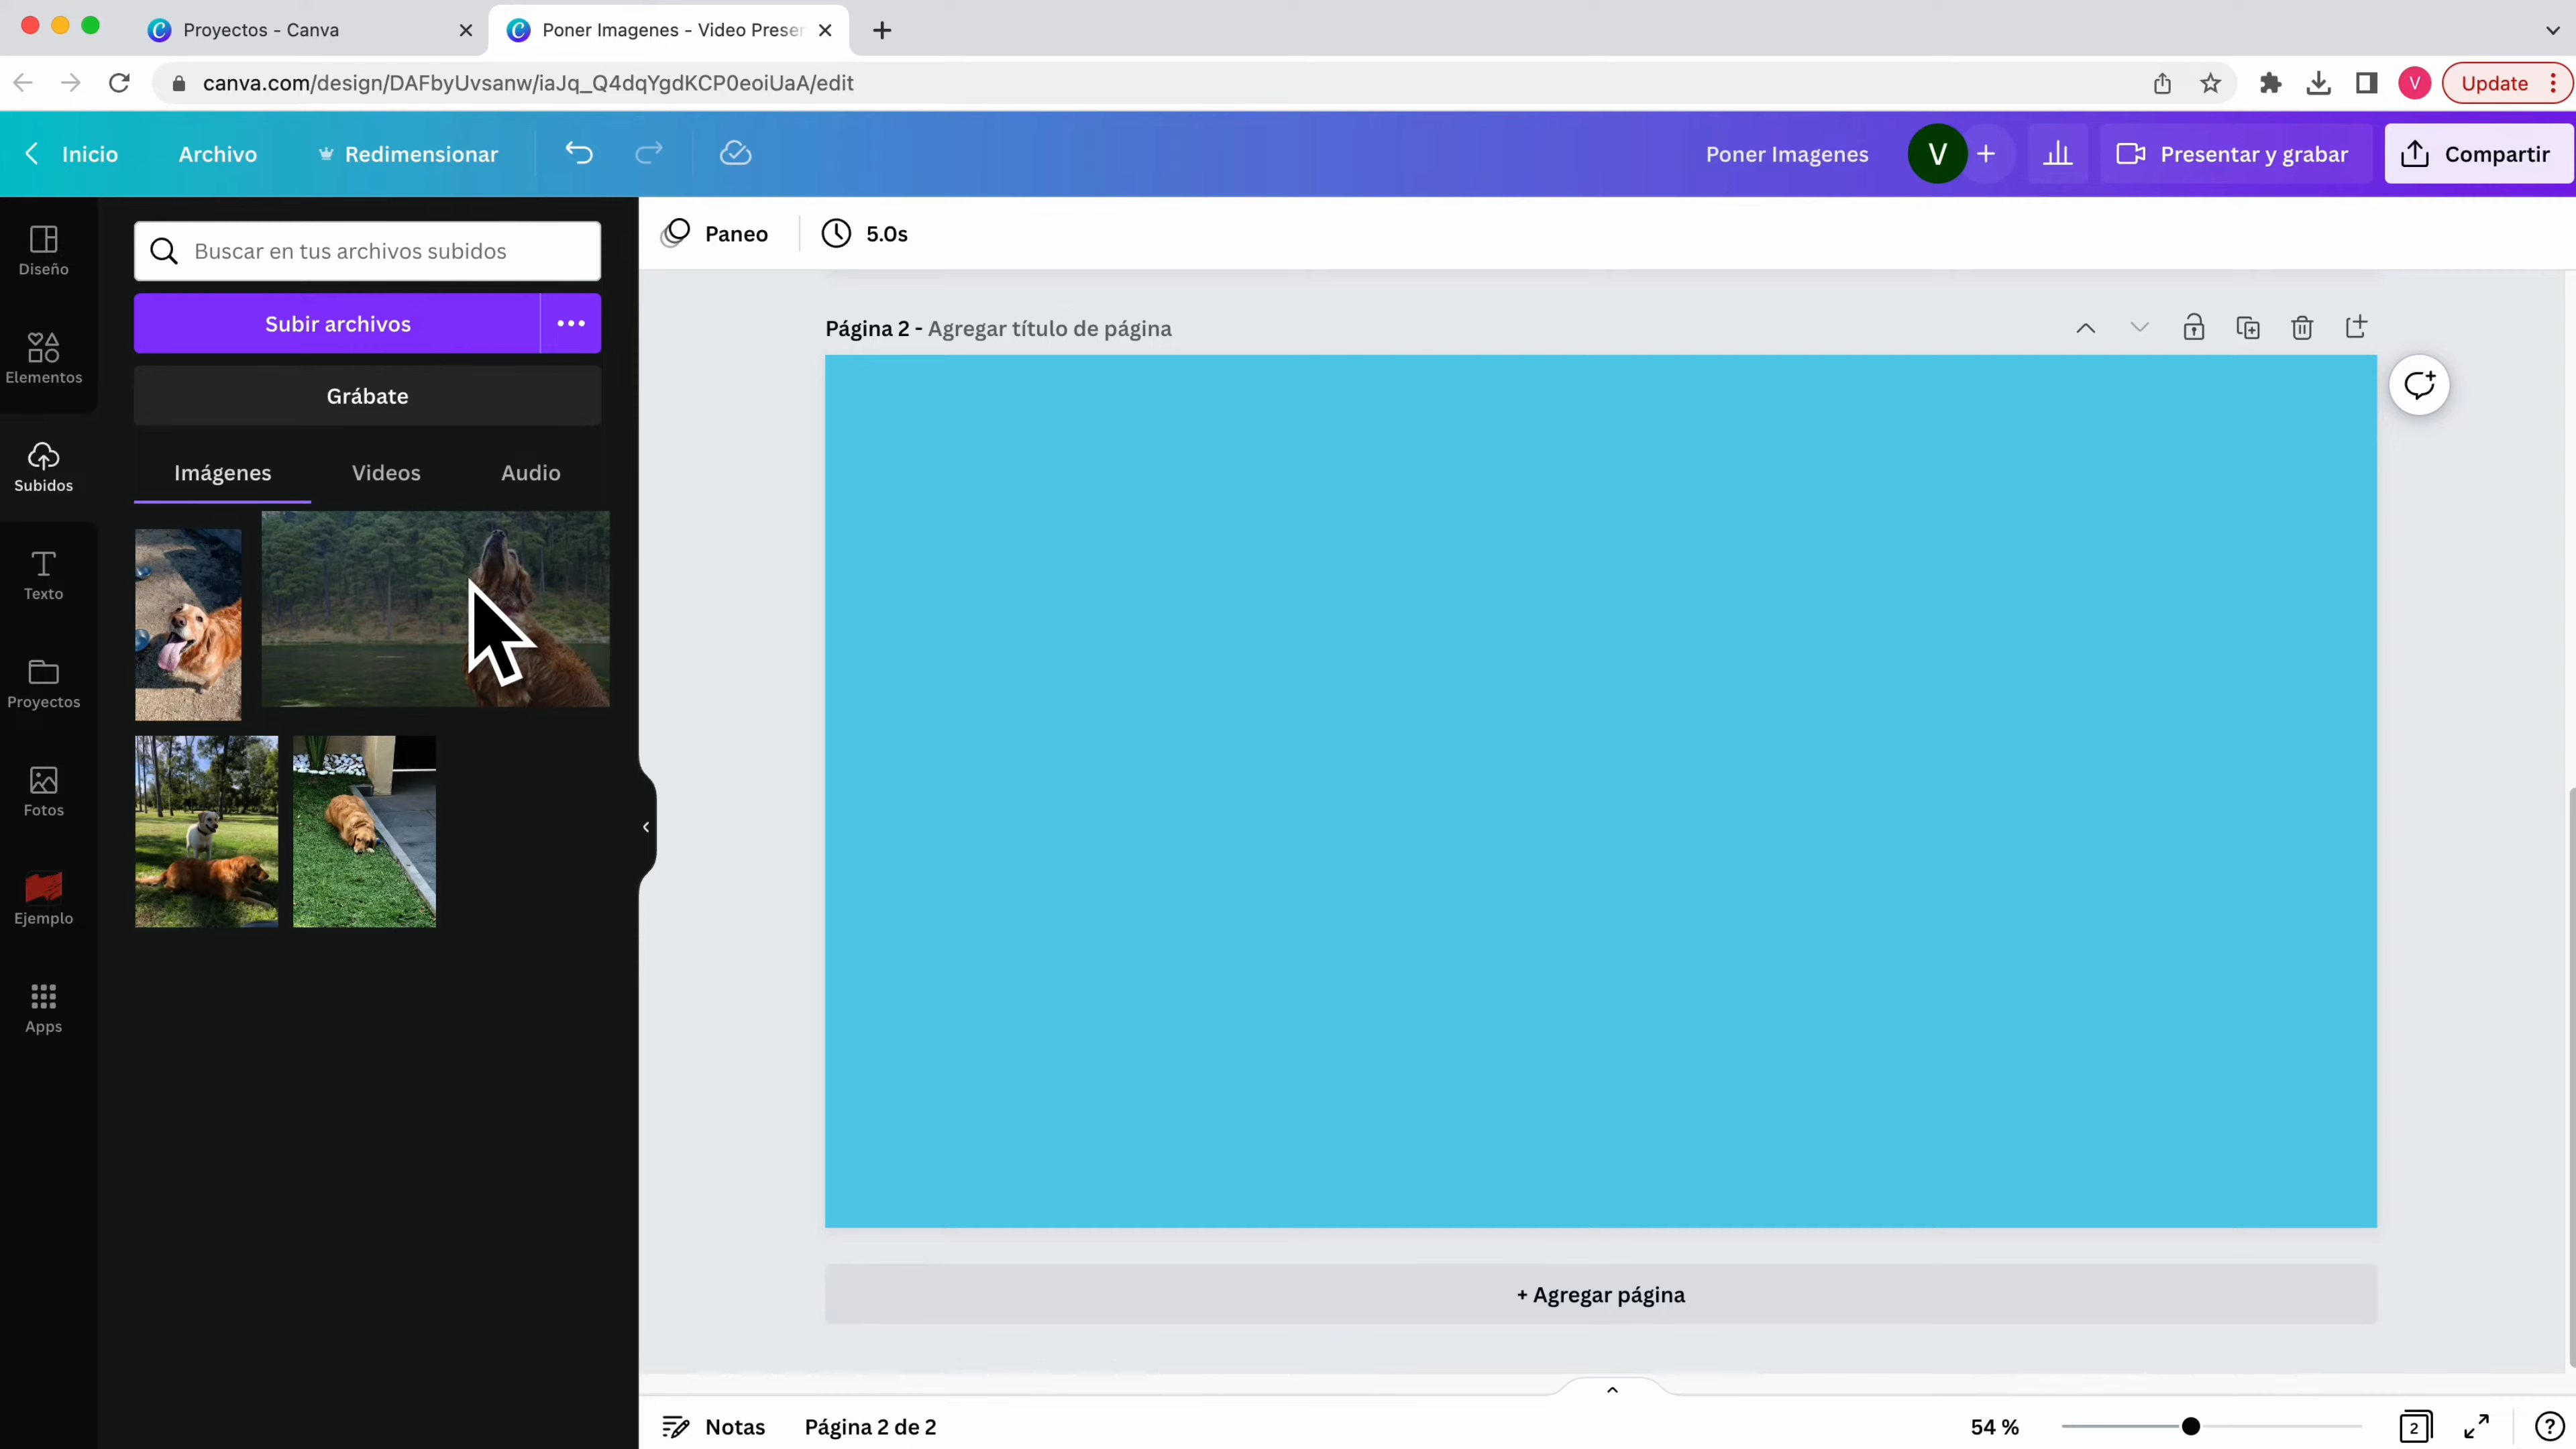 Proyectos - Canva
Poner Imagenes - Video Preser
canva.com/design/DAFbyUvsanw/iaJq_Q4dqYgdKCP0eoiUaA/edit
V
Update
Inicio
Archivo
Redimensionar
Poner Imagenes
V
+
Presentar y grabar
Compartir
Diseño
Elementos
Subidos
Texto
Proyectos
Fotos
Ejemplo
Apps
Buscar en tus archivos subidos
Subir archivos
Grábate
Imágenes
Videos
Audio
Paneo
5.0s
Página 2 - Agregar título de página
+ Agregar página
Notas
Página 2 de 2
54 %
2
?